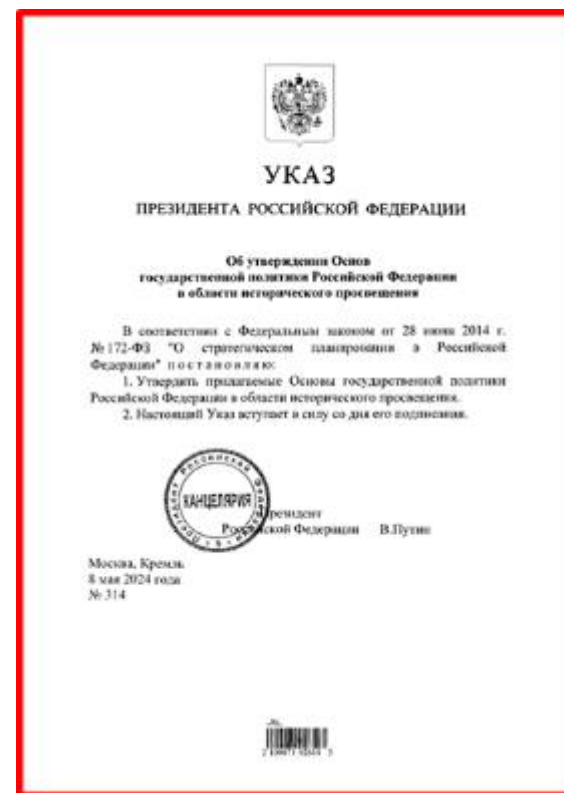 УКАЗ
ПРЕЗИДЕНТА РОССИЙСКОЙ ФЕДЕРАЦИИ
Об утверждении Основ
государственной политики Российской Федерации
в области исторического просвещения
В соответствии с Федеральным законом от 28 июня 2014 г.
№ 172-ФЗ "О стратегическом планировании в Российской
Федерации" постановляю:
1. Утвердить прилагаемые Основы государственной политики
Российской Федерации в области исторического просвещения.
2. Настоящий Указ вступает в силу со дня его подписания.
Президент Российской Федерации
КАНЦЕЛЯРИЯ
Президент
Российской Федерации В.Путин
Москва, Кремль
8 мая 2024 года
№ 314